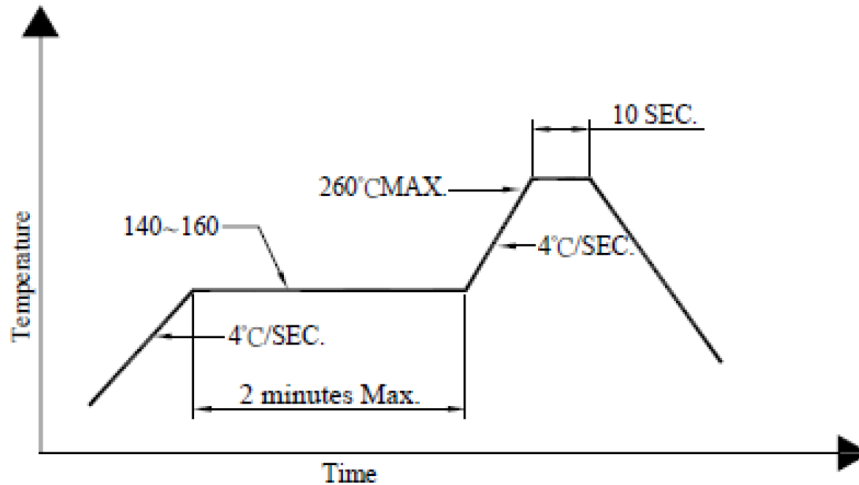 10 SEC.
260℃MAX.
140~160
4℃/SEC.
4℃/SEC.
2 minutes Max.
Temperature
Time